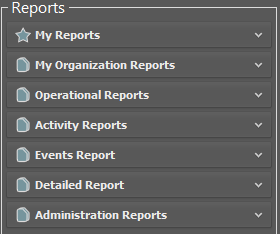 Reports
My Reports
My Organization Reports
Operational Reports
Activity Reports
Events Report
Detailed Report
Administration Reports